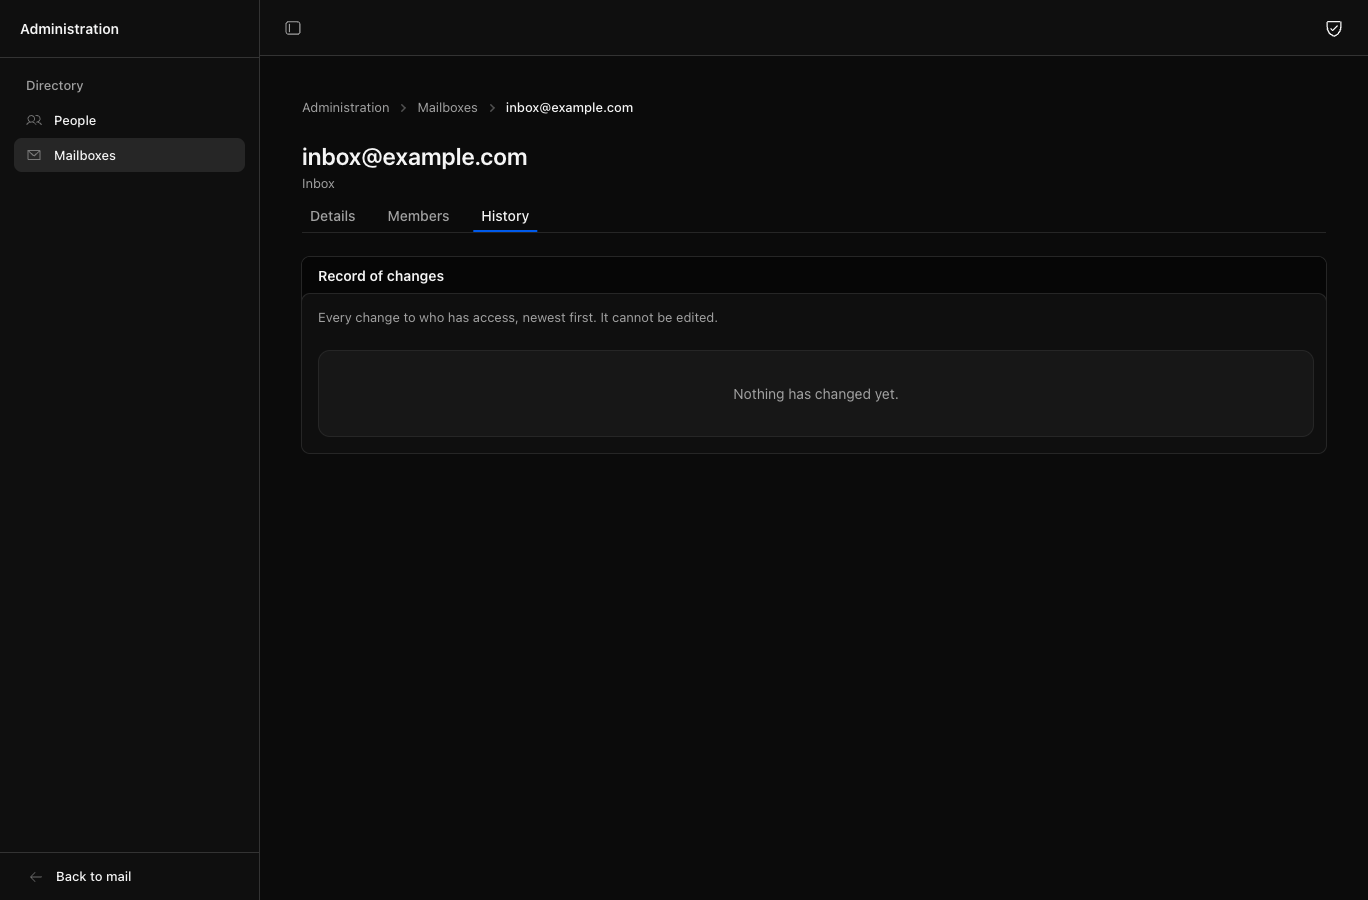 Administration
Directory
People
Mailboxes
Back to mail
Administration > Mailboxes > inbox@example.com
inbox@example.com
Inbox
Details Members History
Record of changes
Every change to who has access, newest first. It cannot be edited.
Nothing has changed yet.